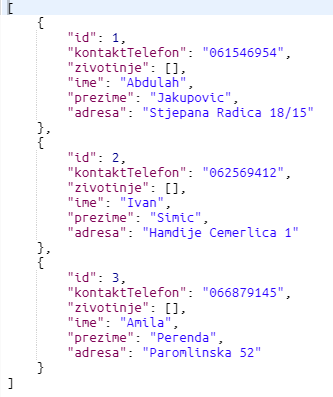 [
    {
        "id": 1,
        "kontaktTelefon": "061546954",
        "zivotinje": [],
        "ime": "Abdulah",
        "prezime": "Jakupovic",
        "adresa": "Stjepana Radica 18/15"
    },
    {
        "id": 2,
        "kontaktTelefon": "062569412",
        "zivotinje": [],
        "ime": "Ivan",
        "prezime": "Simic",
        "adresa": "Hamdije Cemerlica 1"
    },
    {
        "id": 3,
        "kontaktTelefon": "066879145",
        "zivotinje": [],
        "ime": "Amila",
        "prezime": "Perenda",
        "adresa": "Paromlinska 52"
    }
]